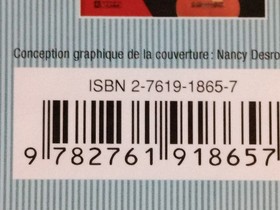 Conception graphique de la couverture: Nancy Desro
ISBN 2-7619-1865-7
9 782761 918657